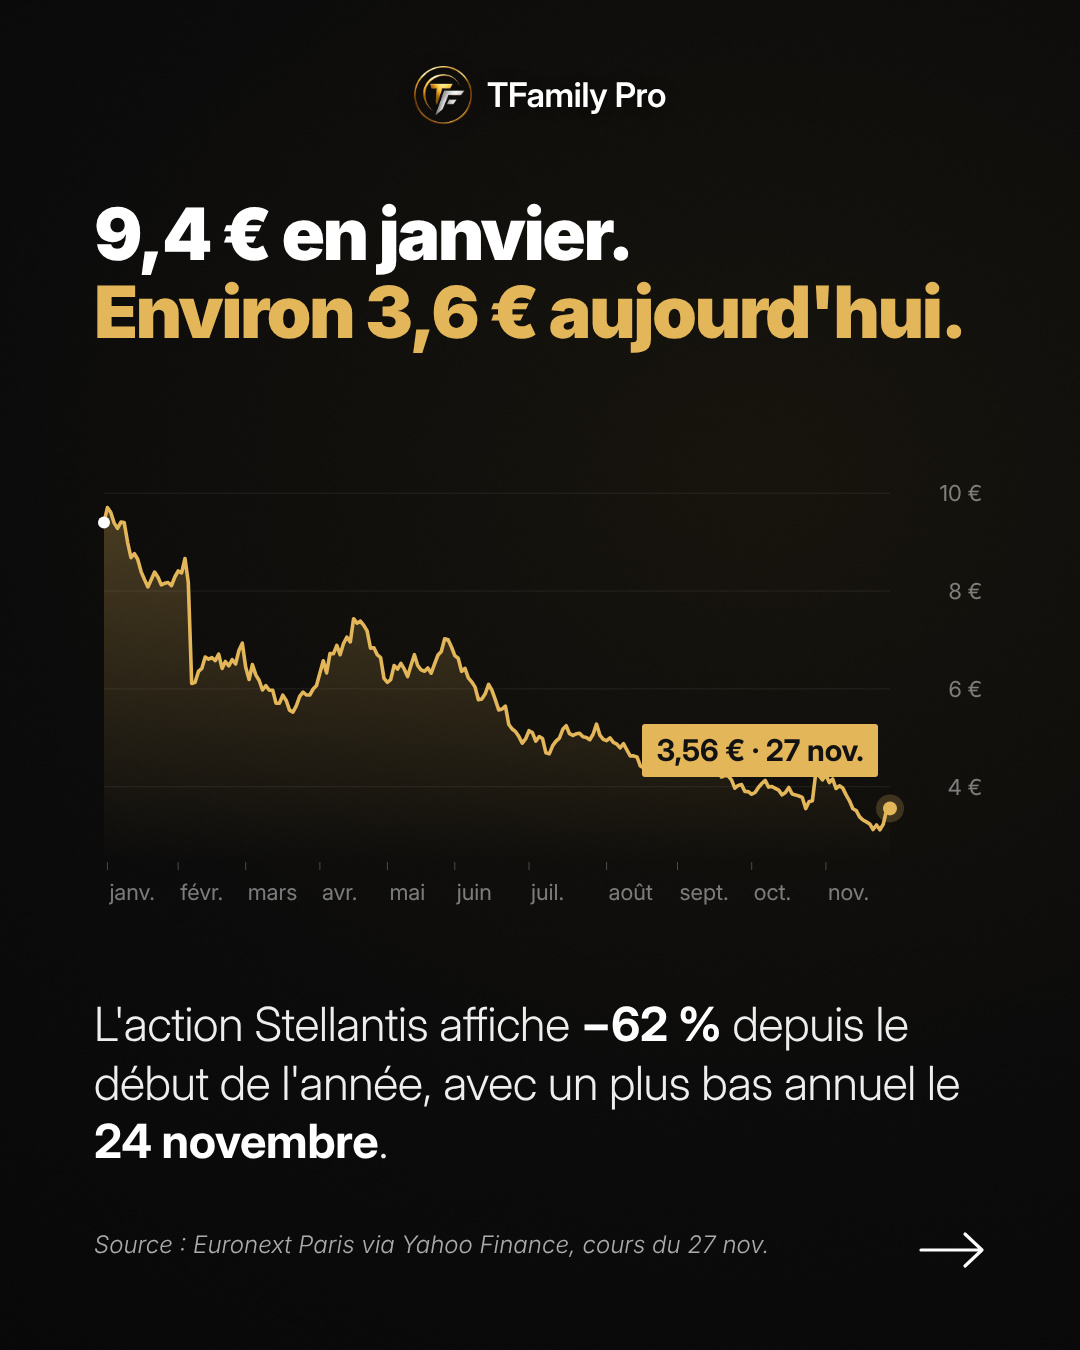 TF TFamily Pro
9,4 € en janvier.
Environ 3,6 € aujourd'hui.
10 €
8 €
6 €
3,56 € · 27 nov.
4 €
janv. févr. mars avr. mai juin juil. août sept. oct. nov.
L'action Stellantis affiche –62 % depuis le
début de l'année, avec un plus bas annuel le
24 novembre.
Source : Euronext Paris via Yahoo Finance, cours du 27 nov.